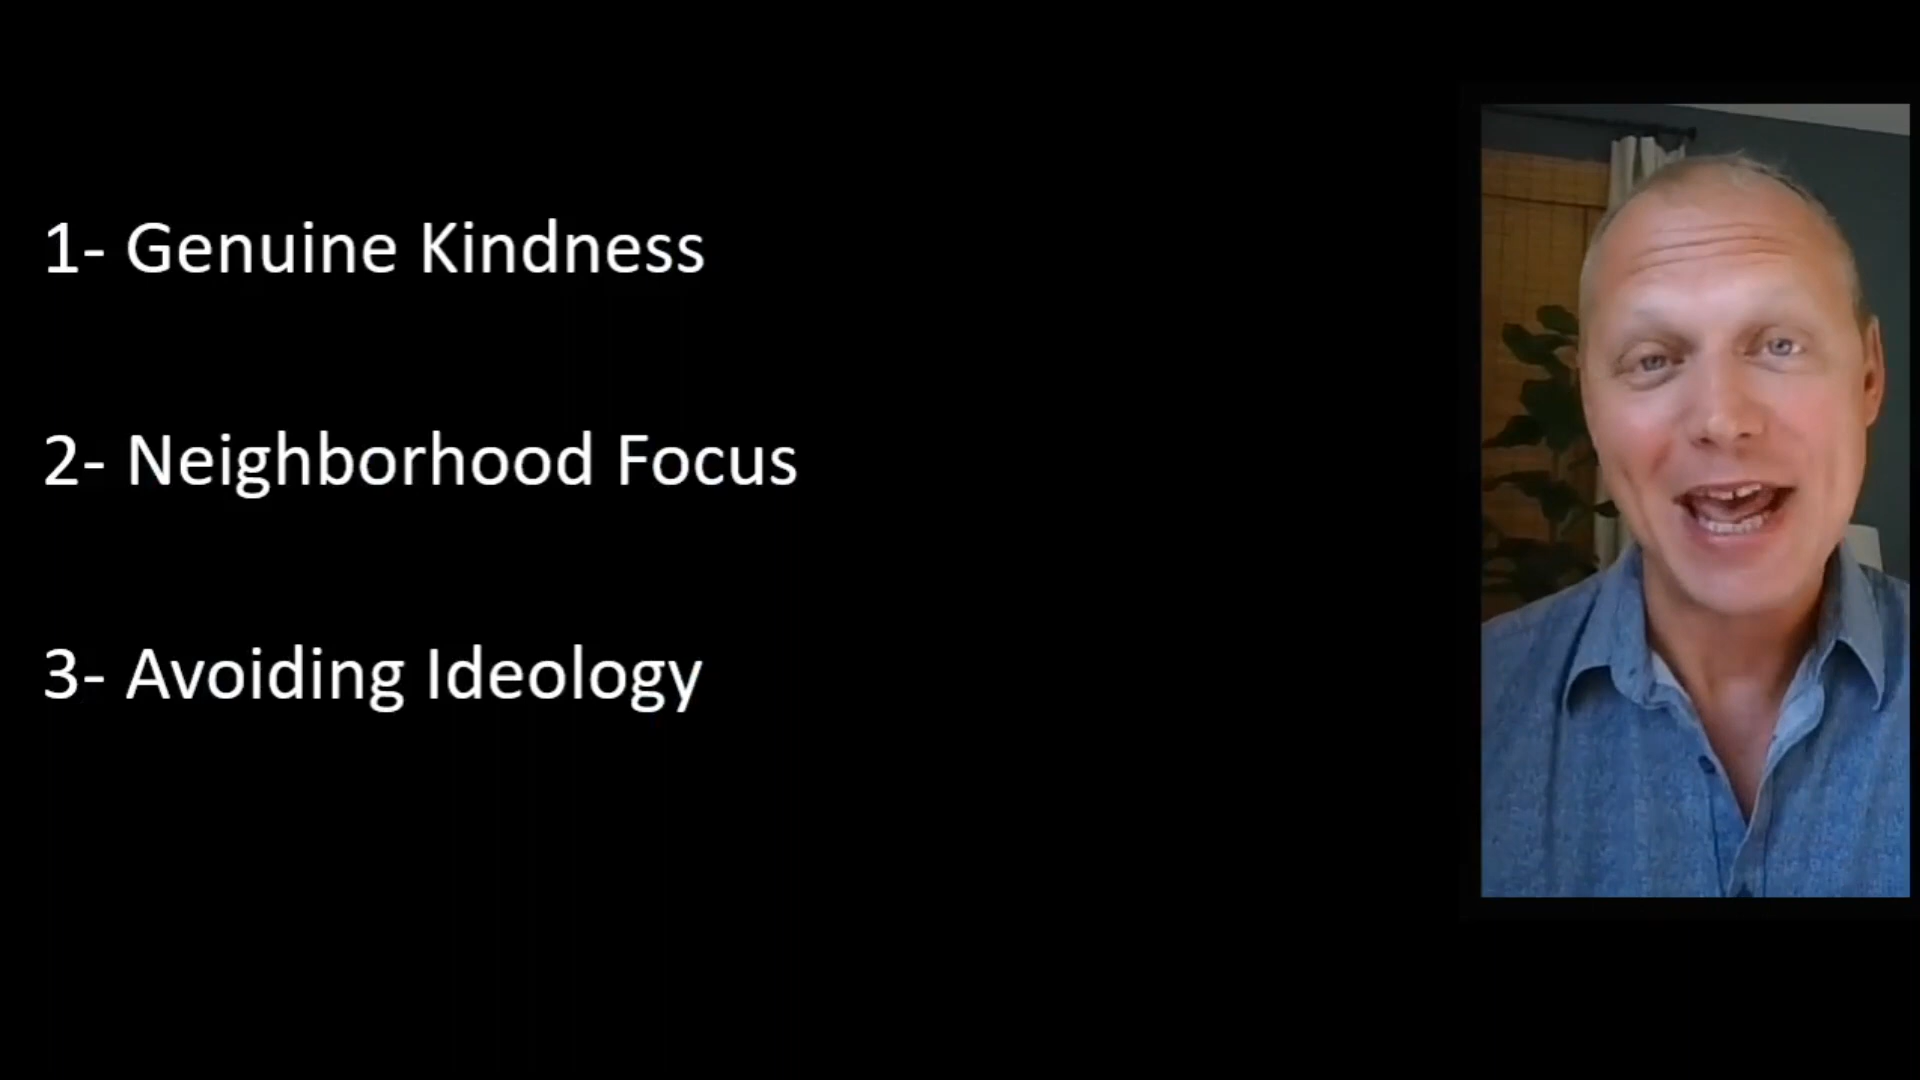 1- Genuine Kindness
2- Neighborhood Focus
3- Avoiding Ideology